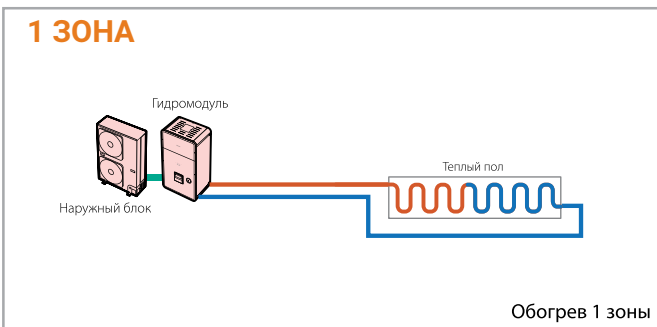 1 ЗОНА
Гидромодуль
Теплый пол
Наружный блок
Обогрев 1 зоны